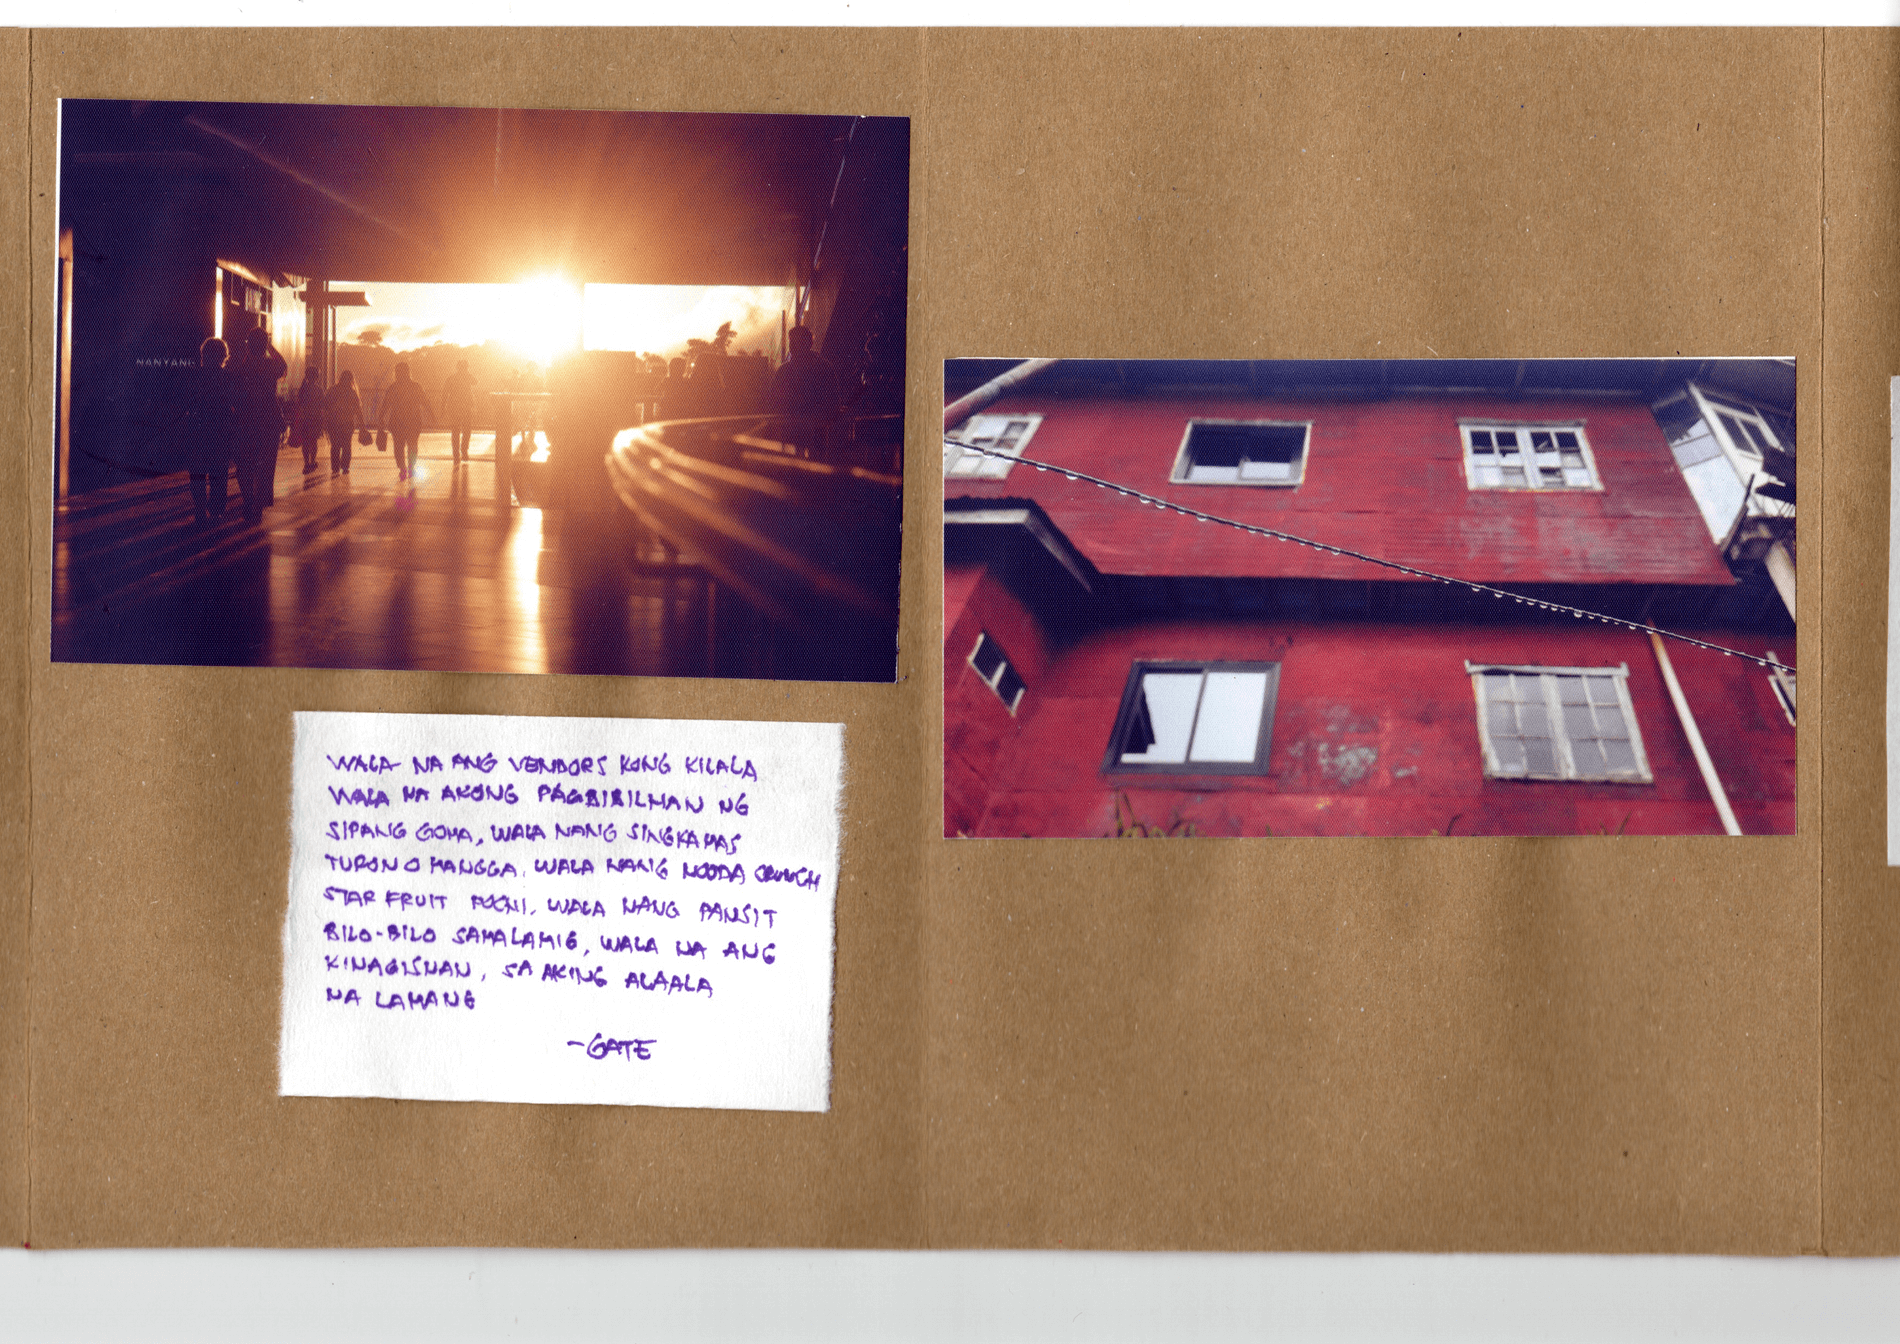 NANYANG
WALA NA ANG VENDORS KONG KILALA
WALA NA AKONG PAGBIBILHAN NG
SIPANG GOMA, WALA NANG SINGKAMAS
TURON O MANGGA. WALA NANG NOODA CRUNCH
STAR FRUIT POCHI. WALA NANG PANSIT
BILO-BILO SAMALAMIG, WALA NA ANG
KINAGISNAN, SA AKING ALAALA
NA LAMANG
-GATE